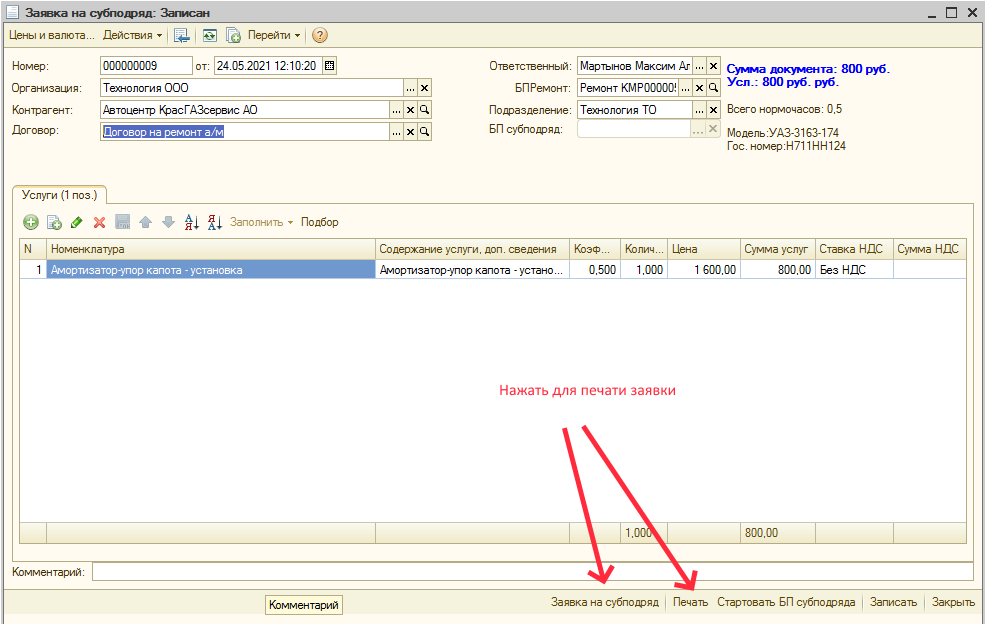 Заявка на субподряд: Записан
Цены и валюта... Действия Перейти
Номер: 000000009 от: 24.05.2021 12:10:20 Ответственный: Мартынов Максим Ал ... Сумма документа: 800 руб.
Усл.: 800 руб. руб.
Организация: Технология ООО ... БПРемонт: Ремонт КМР00000! ...
Контрагент: Автоцентр КрасГАЗсервис АО ... Подразделение: Технология ТО ... Всего нормочасов: 0,5
Договор: Договор на ремонт а/м ... БП субподряд: ... Модель:УАЗ-3163-174
Гос. номер:Н711НН124
Услуги (1 поз.)
Заполнить Подбор
N Номенклатура Содержание услуги, доп. сведения Коэф... Колич... Цена Сумма услуг Ставка НДС Сумма НДС
1 Амортизатор-упор капота - установка Амортизатор-упор капота - устано... 0,500 1,000 1 600,00 800,00 Без НДС
Нажать для печати заявки
1,000 800,00
Комментарий:
Комментарий Заявка на субподряд Печать Стартовать БП субподряда Записать Закрыть